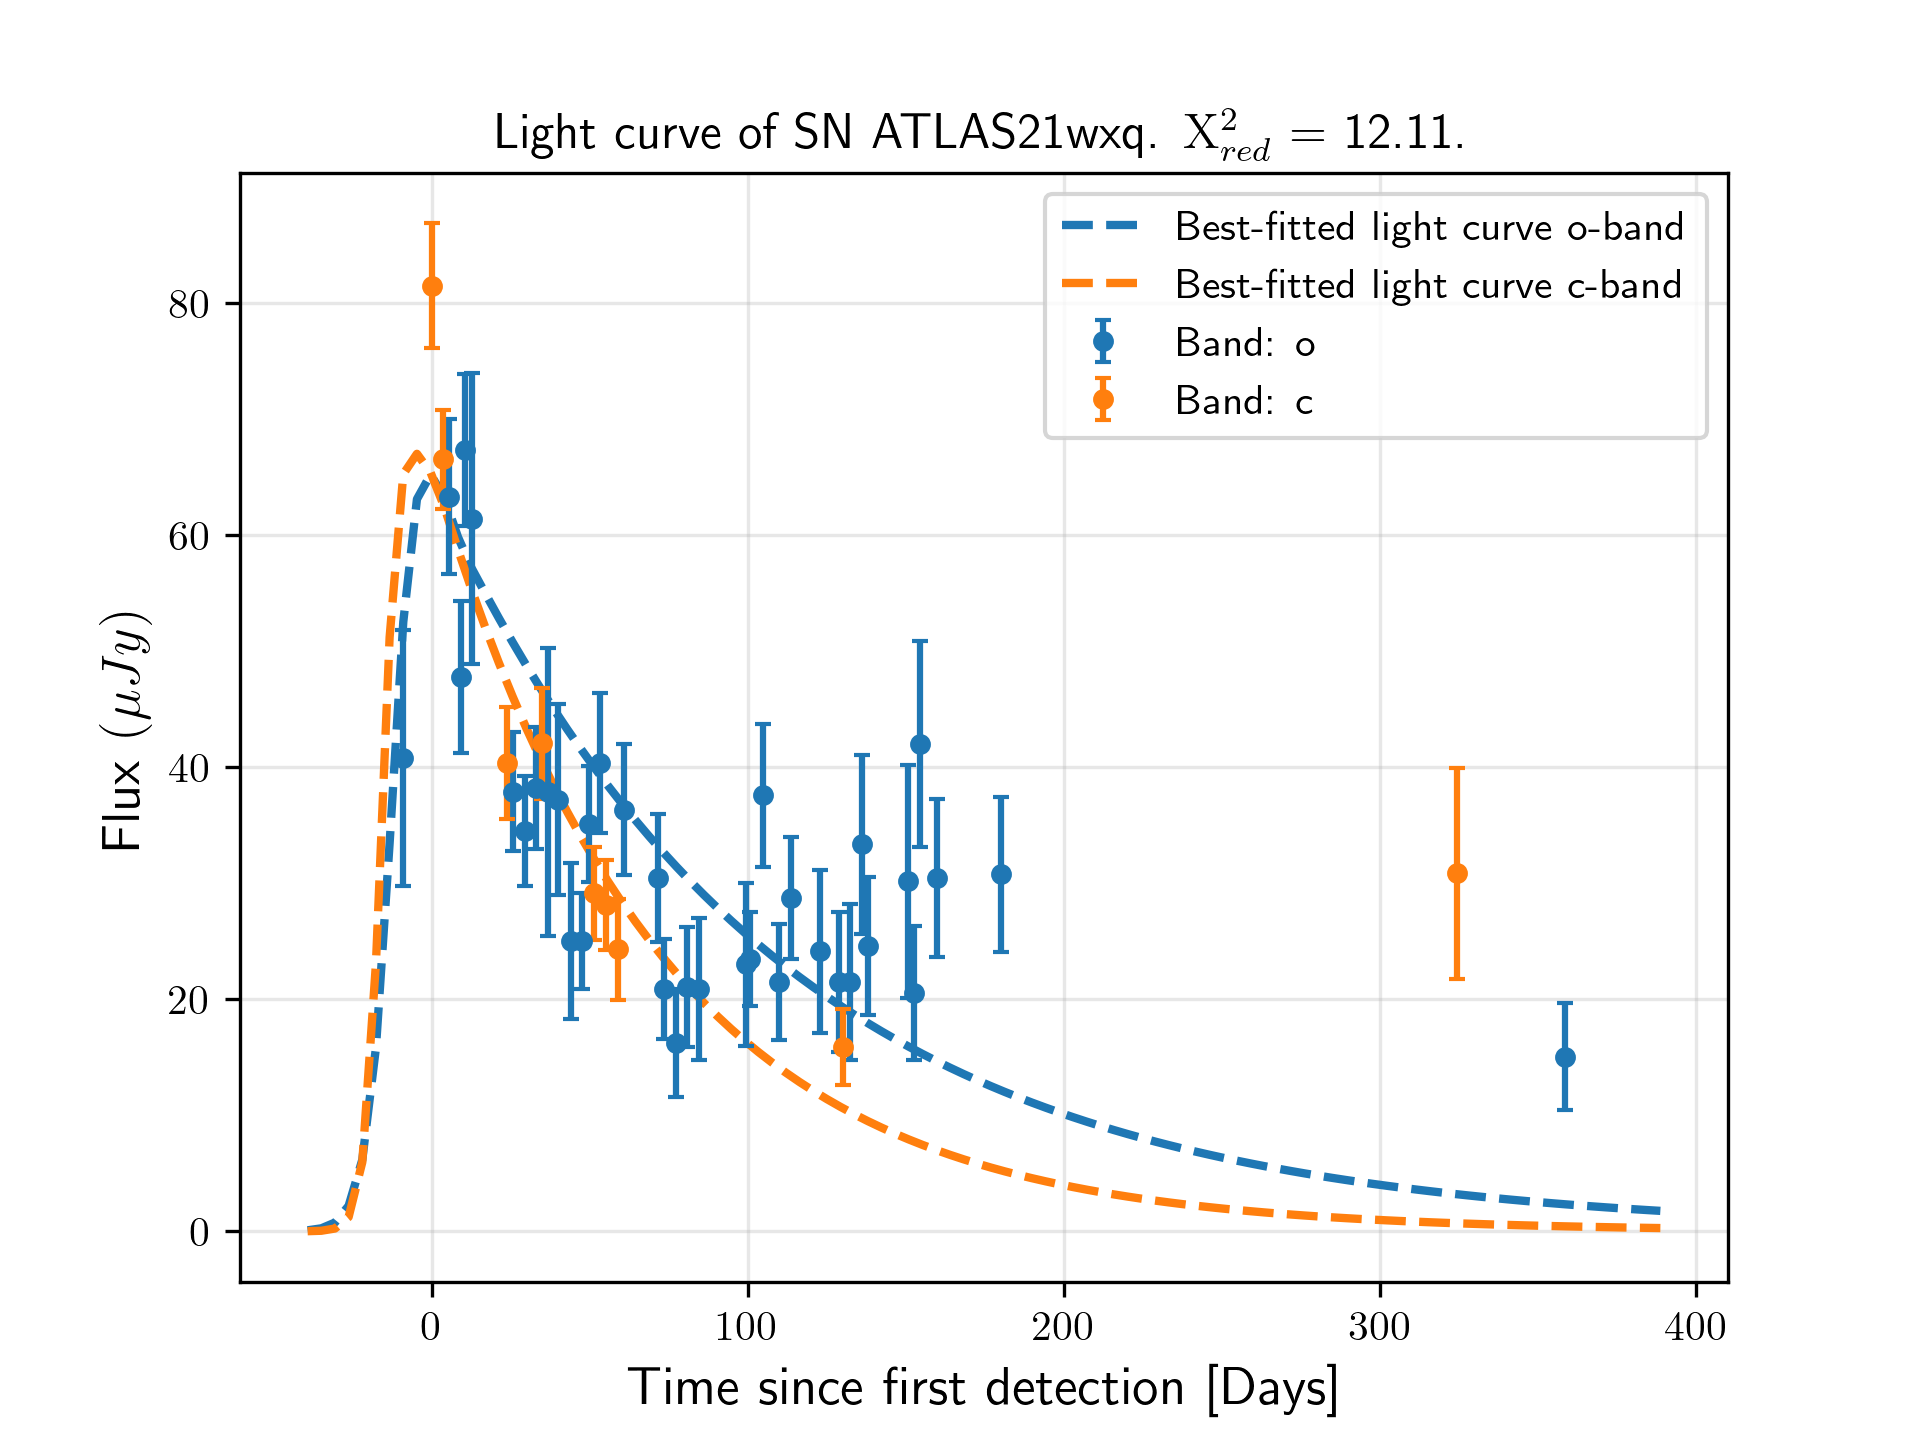 Light curve of SN ATLAS21wxq. X²_red = 12.11.
Best-fitted light curve o-band
Best-fitted light curve c-band
Band: o
Band: c
Flux (μJy)
80
60
40
20
0
0 100 200 300 400
Time since first detection [Days]